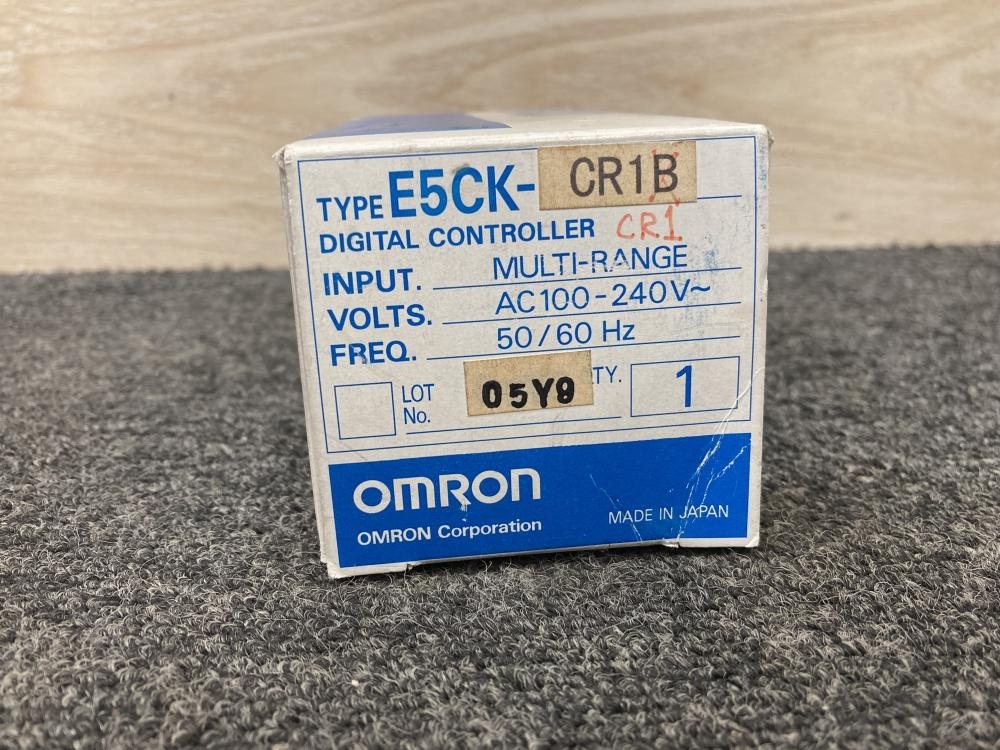 TYPE E5CK- CR1B
DIGITAL CONTROLLER CR1
INPUT. MULTI-RANGE
VOLTS. AC100-240V~
FREQ. 50/60 Hz
LOT No. 05Y9 TY. 1
OMRON
OMRON Corporation
MADE IN JAPAN